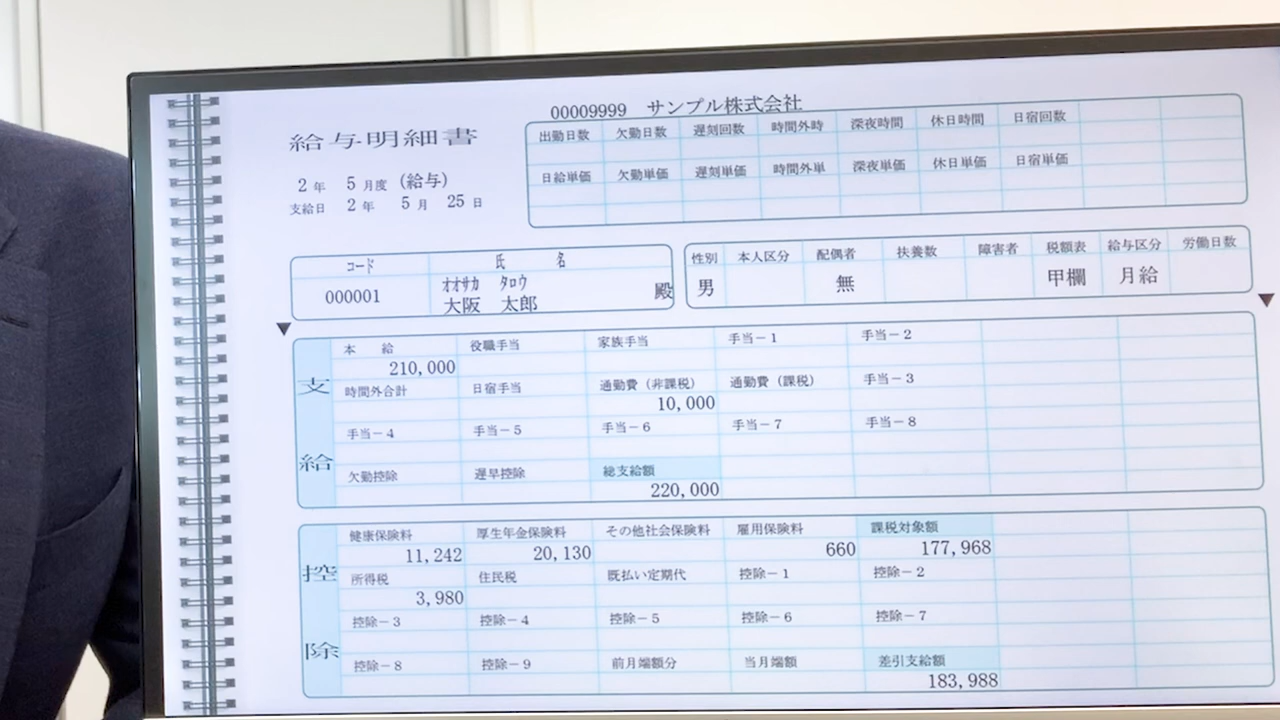 00009999 サンプル株式会社
給与明細書
2 年 5 月度 (給与)
支給日 2 年 5 月 25 日
出勤日数 欠勤日数 遅刻回数 時間外時 深夜時間 休日時間 日宿回数
日給単価 欠勤単価 遅刻単価 時間外単 深夜単価 休日単価 日宿単価
コード 氏 名
000001 オオサカ タロウ
大阪 太郎 殿
性別 本人区分 配偶者 扶養数 障害者 税額表 給与区分 労働日数
男 無 甲欄 月給
支給
本 給 役職手当 家族手当 手当－1 手当－2
210,000
時間外合計 日宿手当 通勤費(非課税) 通勤費(課税) 手当－3
10,000
手当－4 手当－5 手当－6 手当－7 手当－8
欠勤控除 遅早控除 総支給額
220,000
控除
健康保険料 厚生年金保険料 その他社会保険料 雇用保険料 課税対象額
11,242 20,130 660 177,968
所得税 住民税 既払い定期代 控除－1 控除－2
3,980
控除－3 控除－4 控除－5 控除－6 控除－7
控除－8 控除－9 前月端額分 当月端額 差引支給額
183,988